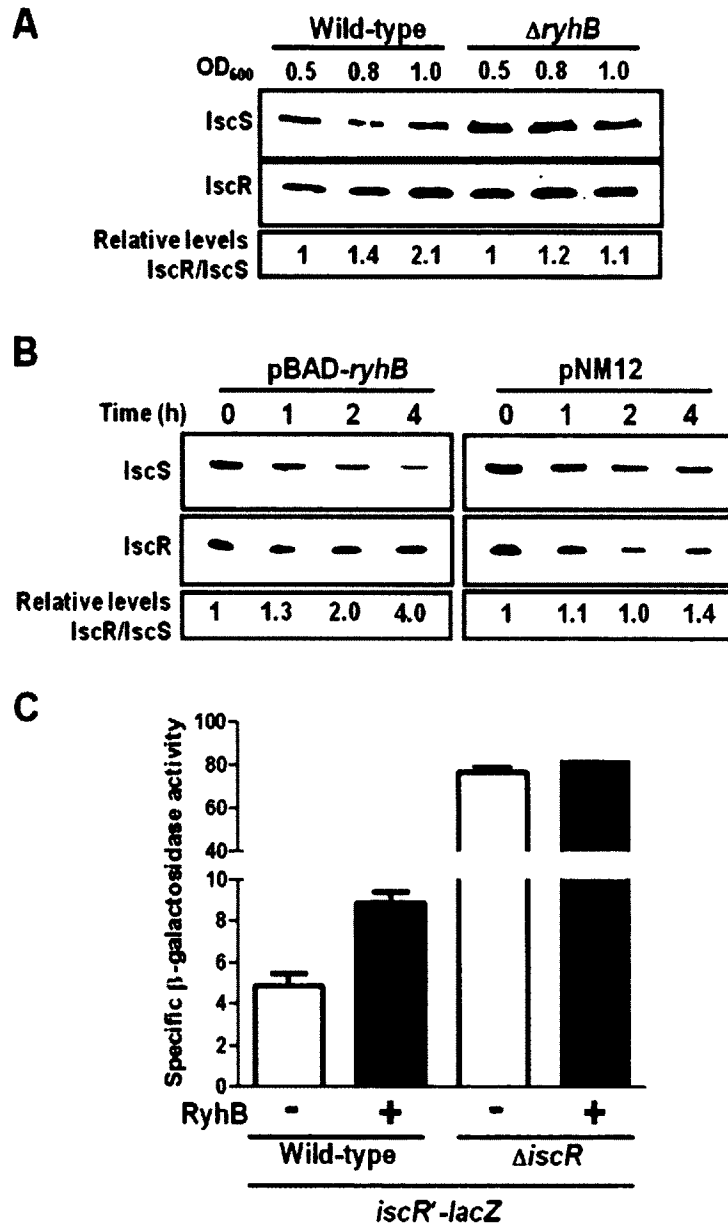 A
Wild-type ΔryhB
OD600 0.5 0.8 1.0 0.5 0.8 1.0
IscS
IscR
Relative levels
IscR/IscS 1 1.4 2.1 1 1.2 1.1
B
pBAD-ryhB pNM12
Time (h) 0 1 2 4 0 1 2 4
IscS
IscR
Relative levels
IscR/IscS 1 1.3 2.0 4.0 1 1.1 1.0 1.4
C
Specific β-galactosidase activity
100
80
60
40
10
8
6
4
2
0
RyhB - + - +
Wild-type ΔiscR
iscR'-lacZ